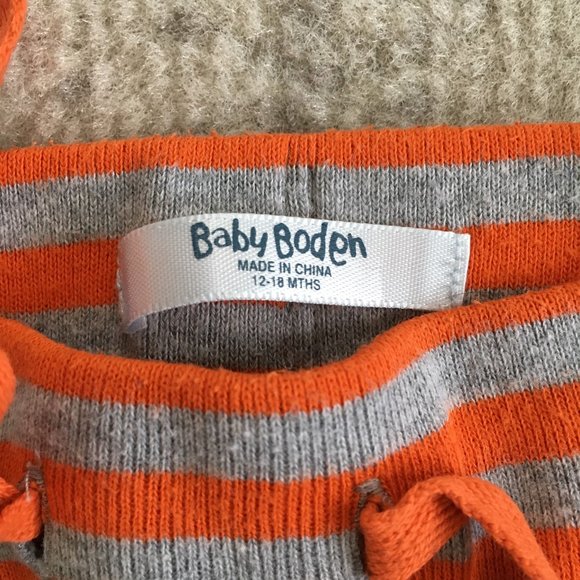 Baby Boden
MADE IN CHINA
12-18 MTHS